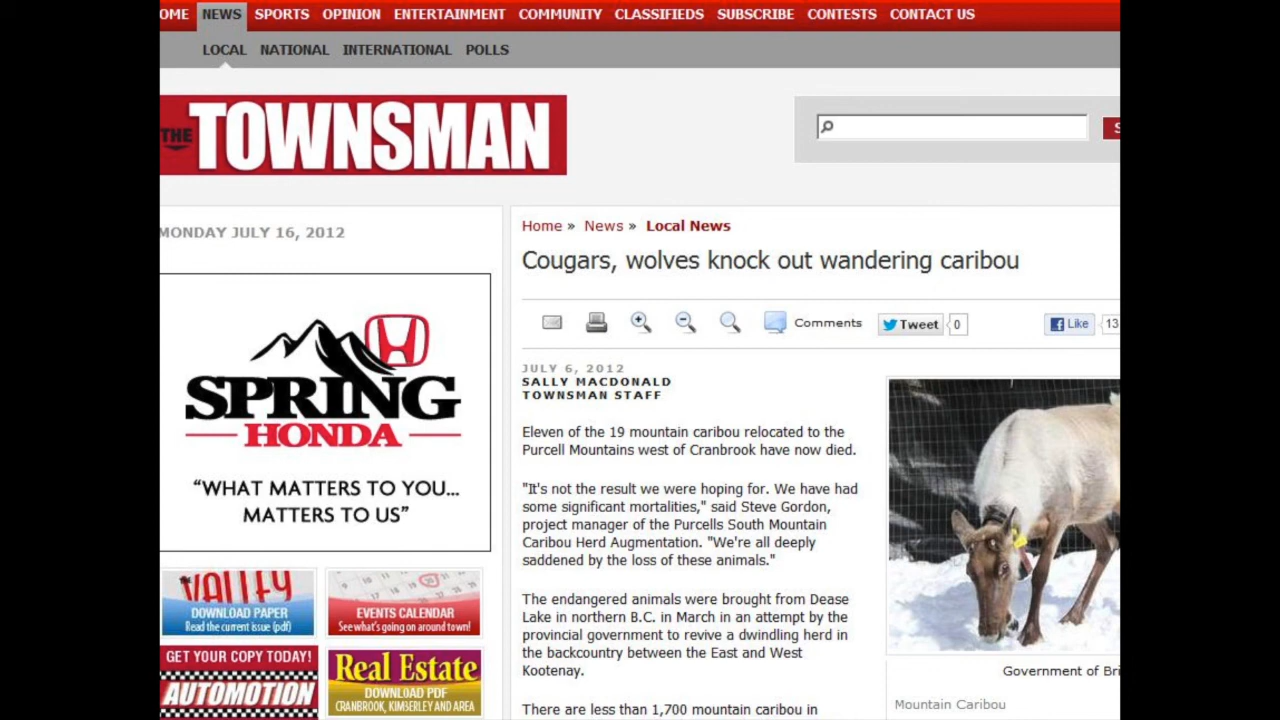 OME NEWS SPORTS OPINION ENTERTAINMENT COMMUNITY CLASSIFIEDS SUBSCRIBE CONTESTS CONTACT US
LOCAL NATIONAL INTERNATIONAL POLLS
THE TOWNSMAN
S
MONDAY JULY 16, 2012
SPRING
HONDA
“WHAT MATTERS TO YOU...
MATTERS TO US”
VALLEY
DOWNLOAD PAPER
Read the current issue (pdf)
EVENTS CALENDAR
See what's going on around town!
GET YOUR COPY TODAY!
AUTOMOTION
Real Estate
DOWNLOAD PDF
CRANBROOK, KIMBERLEY AND AREA
Home » News » Local News
Cougars, wolves knock out wandering caribou
Comments Tweet 0 Like 13
JULY 6, 2012
SALLY MACDONALD
TOWNSMAN STAFF
Eleven of the 19 mountain caribou relocated to the
Purcell Mountains west of Cranbrook have now died.
"It's not the result we were hoping for. We have had
some significant mortalities," said Steve Gordon,
project manager of the Purcells South Mountain
Caribou Herd Augmentation. "We're all deeply
saddened by the loss of these animals."
The endangered animals were brought from Dease
Lake in northern B.C. in March in an attempt by the
provincial government to revive a dwindling herd in
the backcountry between the East and West
Kootenay.
There are less than 1,700 mountain caribou in
Government of Bri
Mountain Caribou